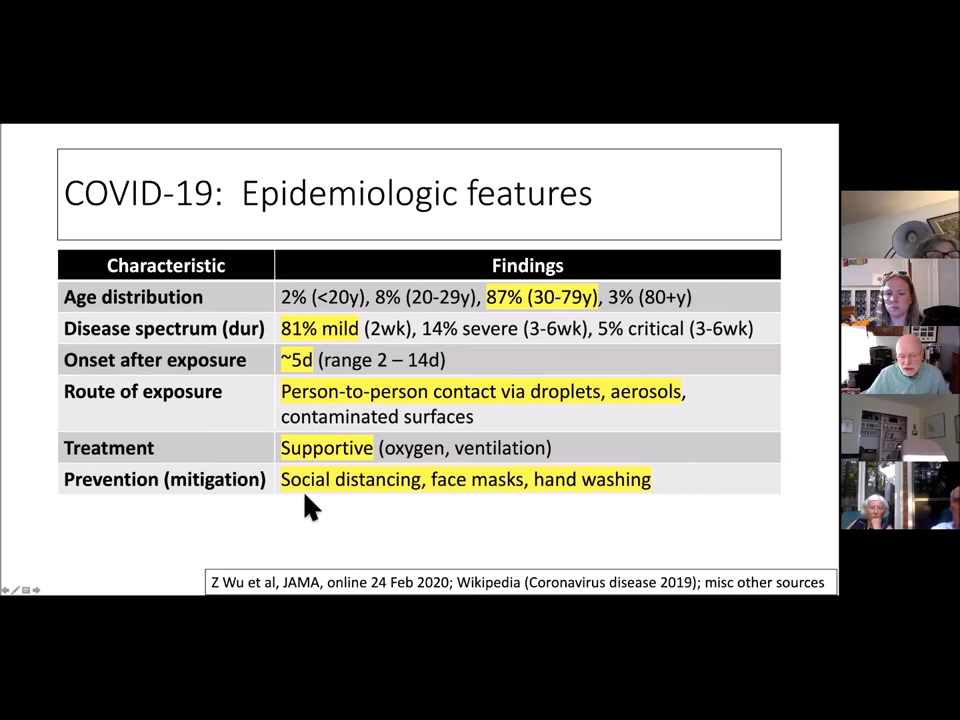 COVID-19: Epidemiologic features
Characteristic Findings
Age distribution 2% (<20y), 8% (20-29y), 87% (30-79y), 3% (80+y)
Disease spectrum (dur) 81% mild (2wk), 14% severe (3-6wk), 5% critical (3-6wk)
Onset after exposure ~5d (range 2 – 14d)
Route of exposure Person-to-person contact via droplets, aerosols,
contaminated surfaces
Treatment Supportive (oxygen, ventilation)
Prevention (mitigation) Social distancing, face masks, hand washing
Z Wu et al, JAMA, online 24 Feb 2020; Wikipedia (Coronavirus disease 2019); misc other sources